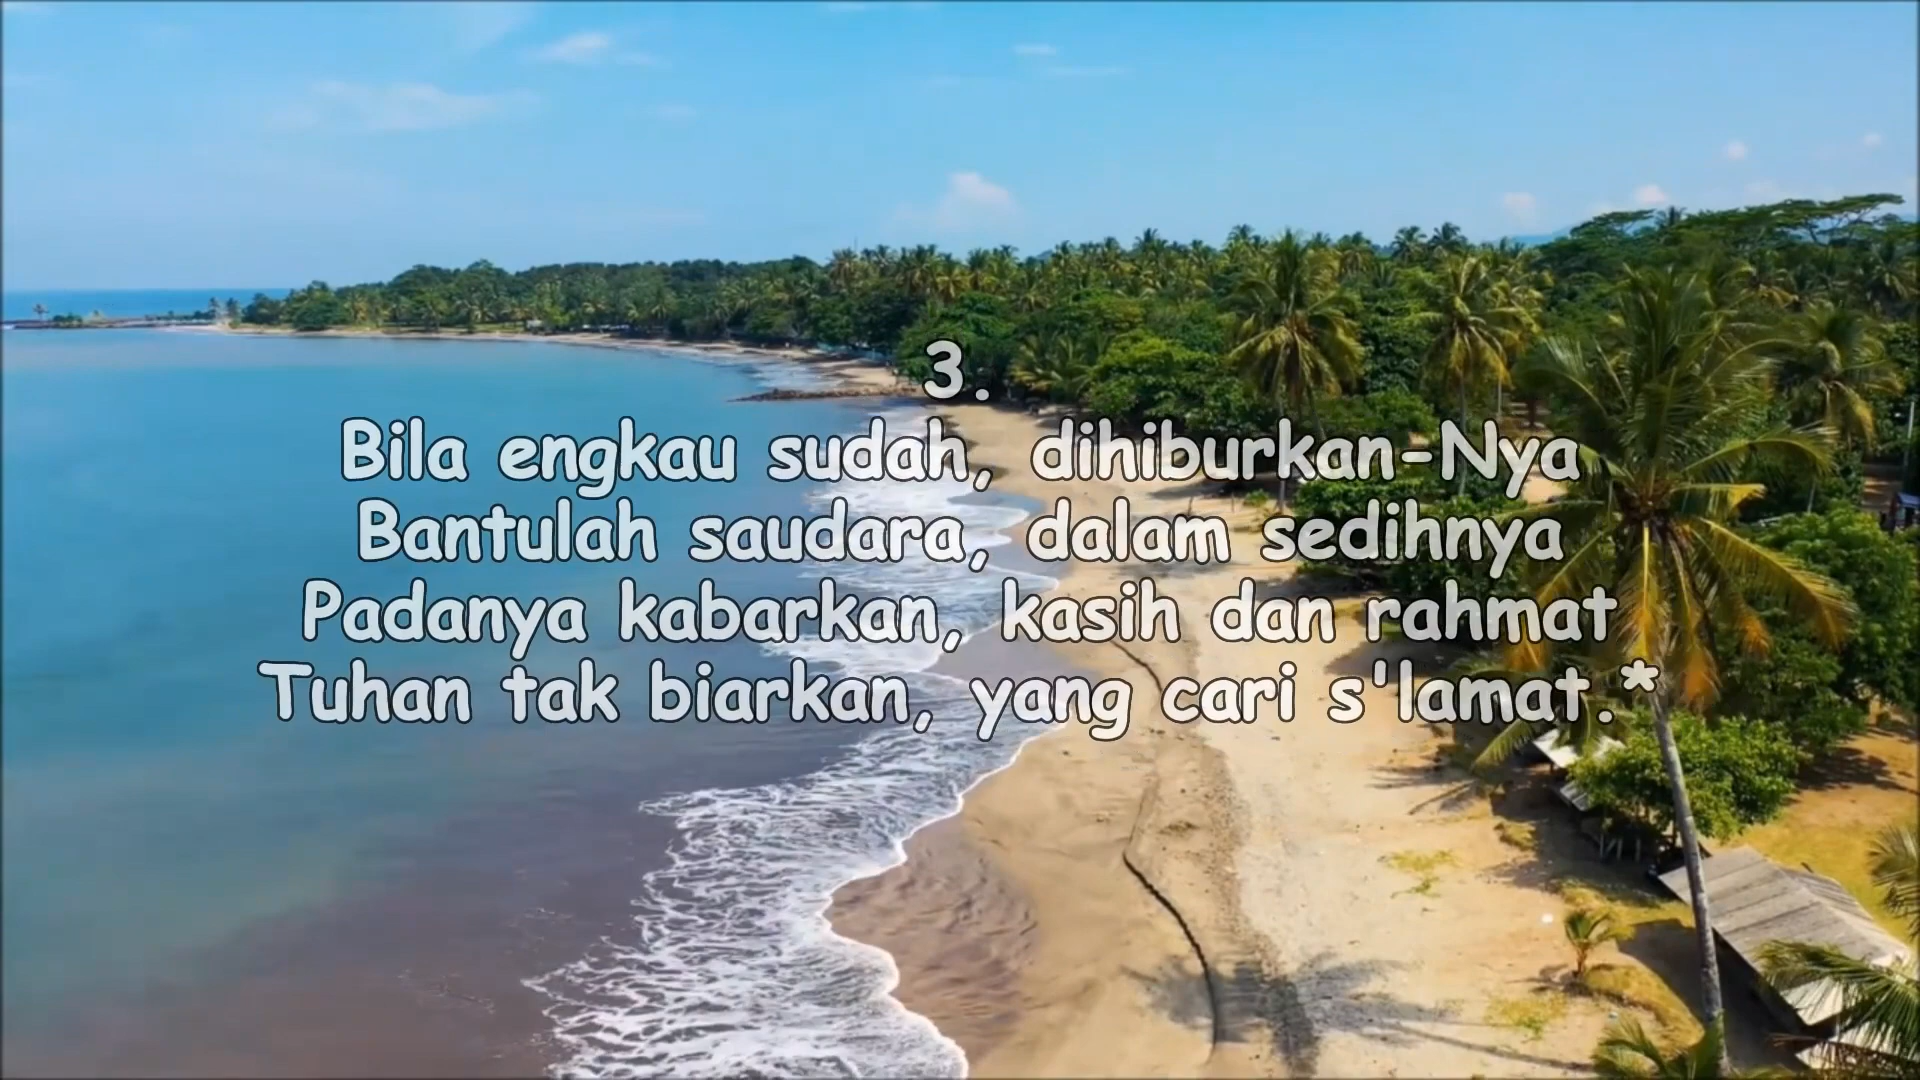 3.
Bila engkau sudah, dihiburkan-Nya
Bantulah saudara, dalam sedihnya
Padanya kabarkan, kasih dan rahmat
Tuhan tak biarkan, yang cari s'lamat.*